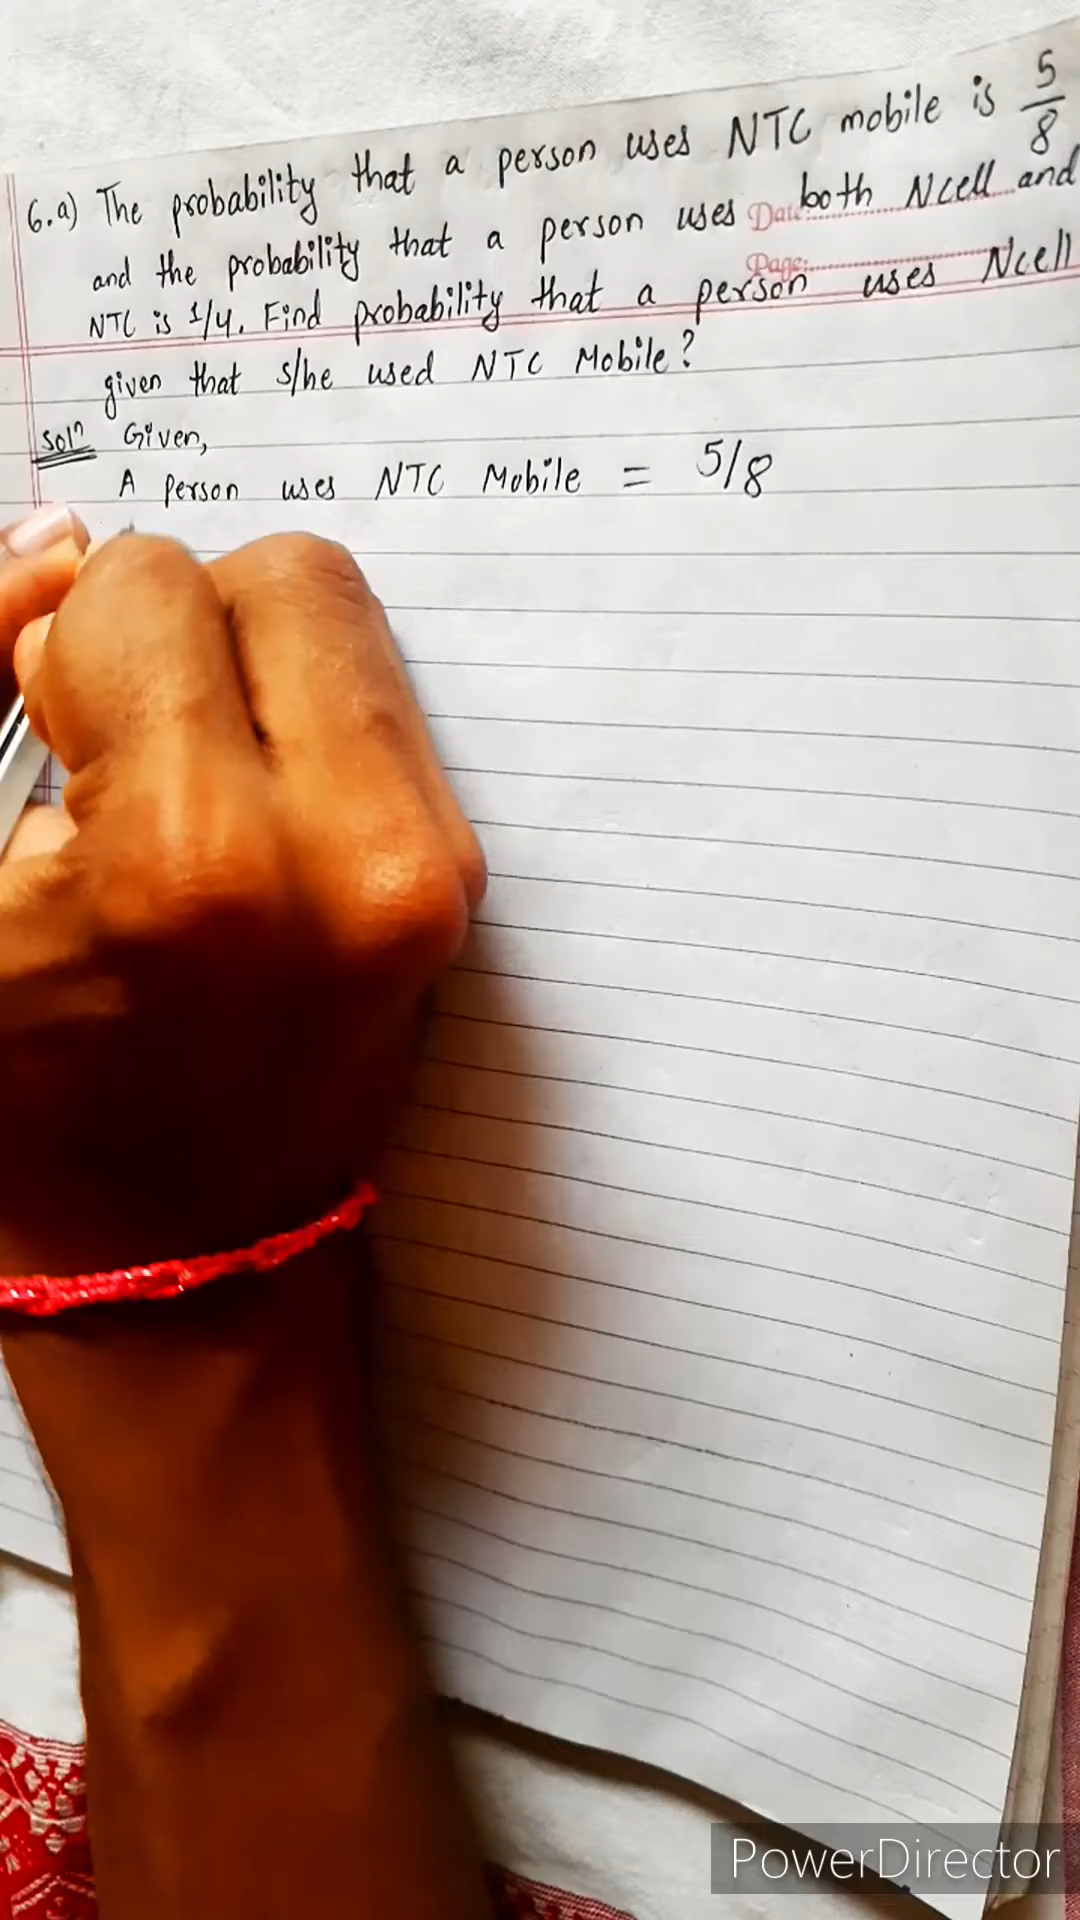 6.a) The probability that a person uses NTC mobile is 5/8
and the probability that a person uses both Ncell and
Date:
Page:
NTC is 1/4. Find probability that a person uses Ncell
given that s/he used NTC Mobile?
Solⁿ Given,
A person uses NTC Mobile = 5/8
PowerDirector